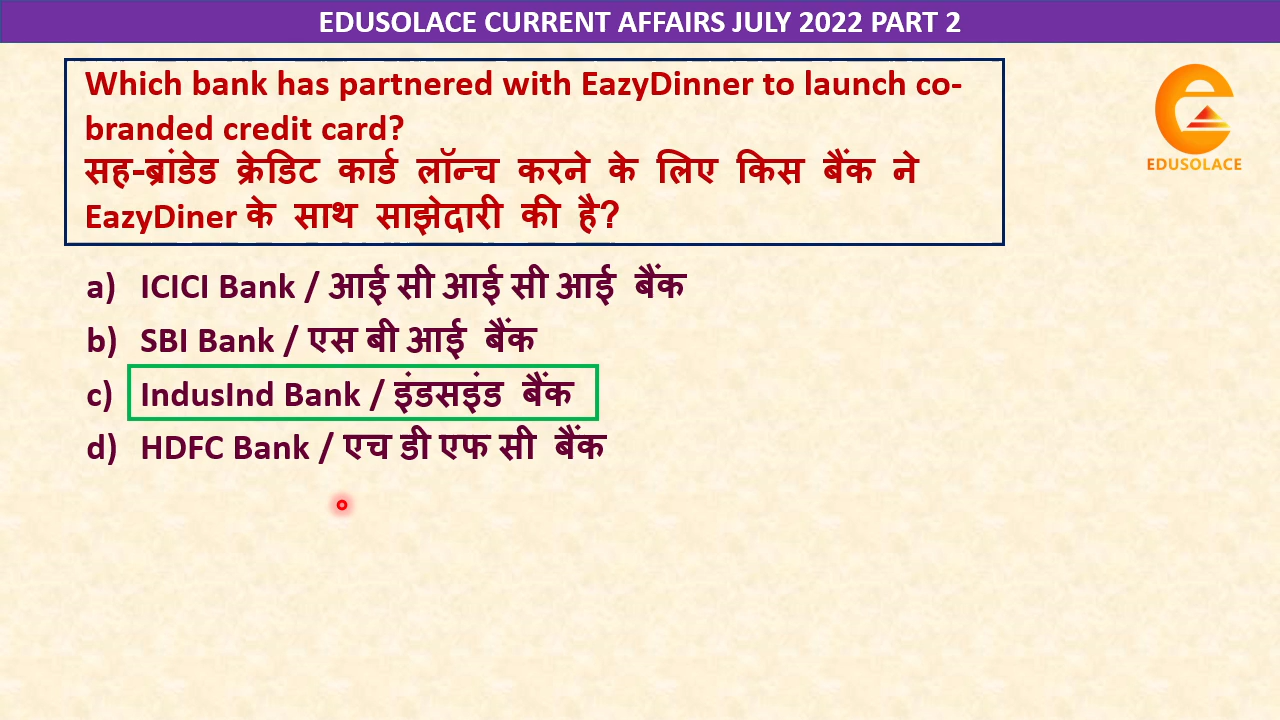 EDUSOLACE CURRENT AFFAIRS JULY 2022 PART 2
Which bank has partnered with EazyDinner to launch co-
branded credit card?
सह-ब्रांडेड क्रेडिट कार्ड लॉन्च करने के लिए किस बैंक ने
EazyDiner के साथ साझेदारी की है?
EDUSOLACE
a) ICICI Bank / आई सी आई सी आई बैंक
b) SBI Bank / एस बी आई बैंक
c) IndusInd Bank / इंडसइंड बैंक
d) HDFC Bank / एच डी एफ सी बैंक